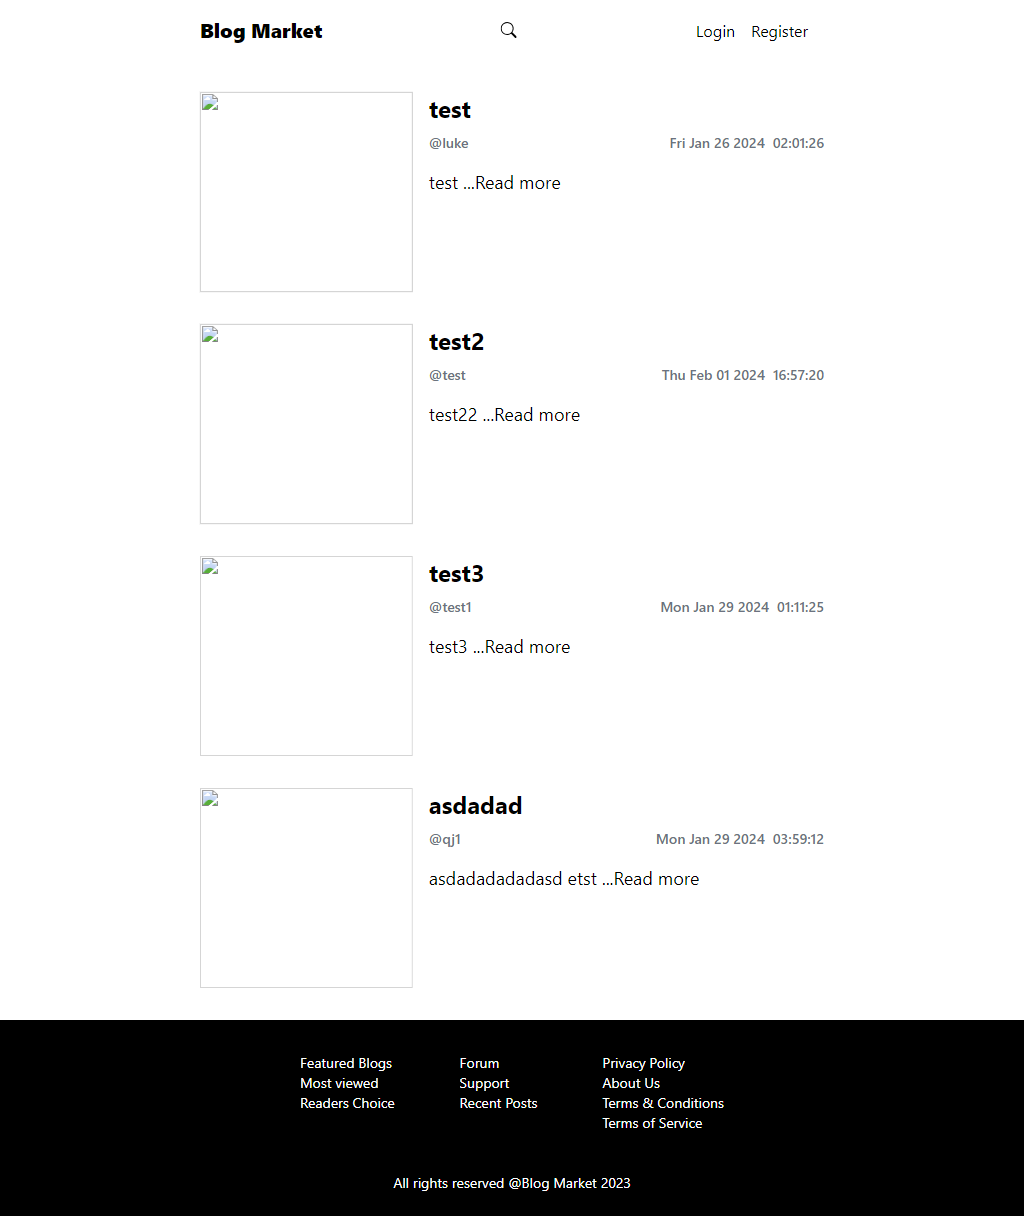 Blog Market Login Register
test
@luke Fri Jan 26 2024 02:01:26
test ...Read more
test2
@test Thu Feb 01 2024 16:57:20
test22 ...Read more
test3
@test1 Mon Jan 29 2024 01:11:25
test3 ...Read more
asdadad
@qj1 Mon Jan 29 2024 03:59:12
asdadadadadasd etst ...Read more
Featured Blogs Forum Privacy Policy
Most viewed Support About Us
Readers Choice Recent Posts Terms & Conditions
Terms of Service
All rights reserved @Blog Market 2023